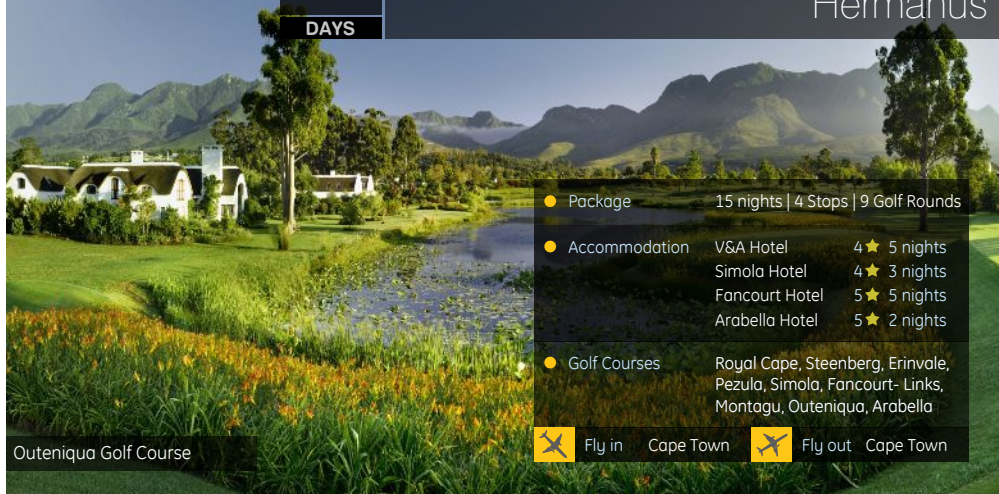 Hermanus
DAYS
Package 15 nights | 4 Stops | 9 Golf Rounds
Accommodation V&A Hotel 4★ 5 nights
Simola Hotel 4★ 3 nights
Fancourt Hotel 5★ 5 nights
Arabella Hotel 5★ 2 nights
Golf Courses Royal Cape, Steenberg, Erinvale,
Pezula, Simola, Fancourt- Links,
Montagu, Outeniqua, Arabella
Fly in Cape Town Fly out Cape Town
Outeniqua Golf Course